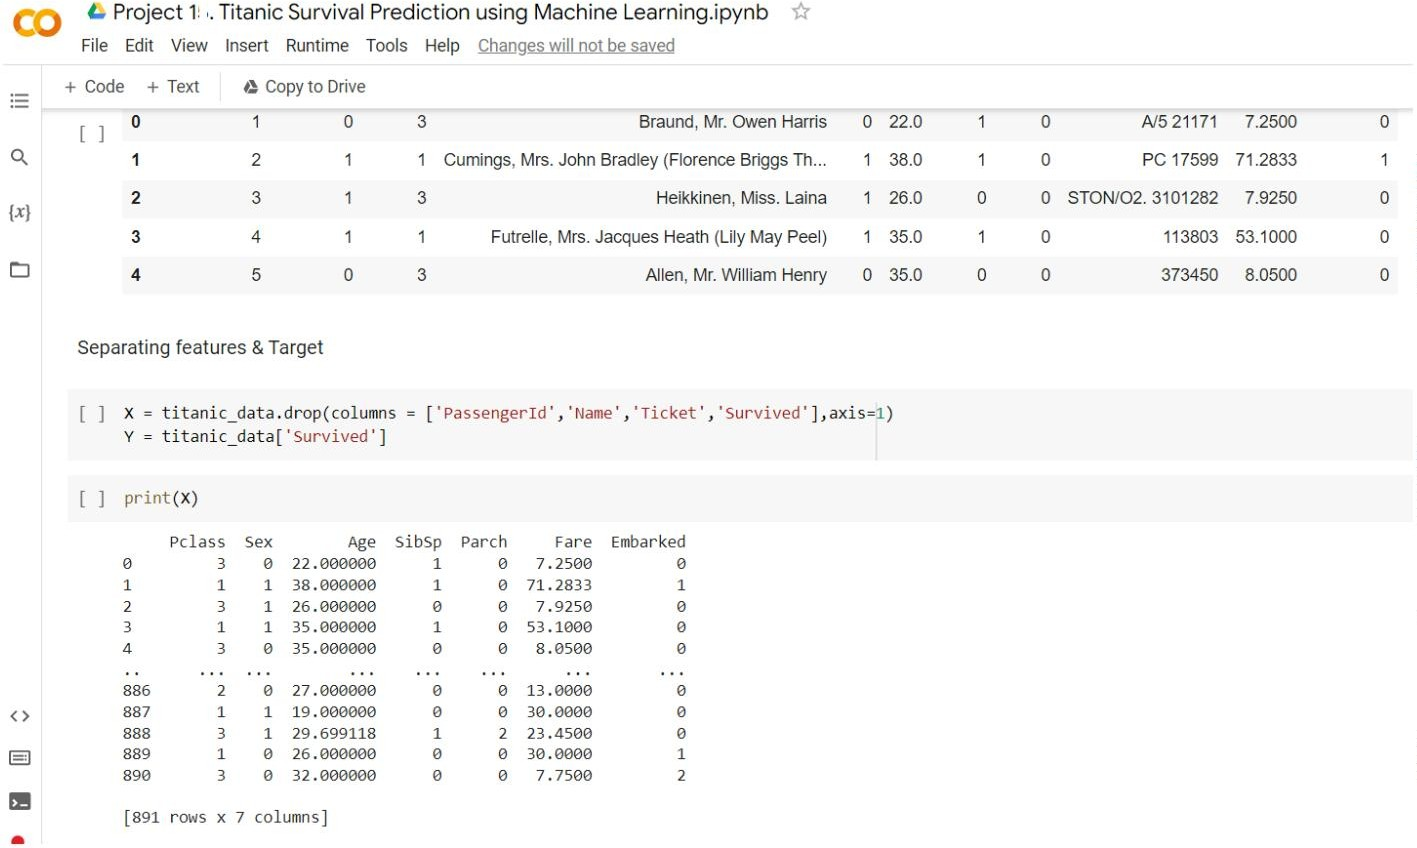 Project 15. Titanic Survival Prediction using Machine Learning.ipynb
File Edit View Insert Runtime Tools Help Changes will not be saved
+ Code + Text Copy to Drive
[ ] 0 1 0 3 Braund, Mr. Owen Harris 0 22.0 1 0 A/5 21171 7.2500 0
1 2 1 1 Cumings, Mrs. John Bradley (Florence Briggs Th... 1 38.0 1 0 PC 17599 71.2833 1
2 3 1 3 Heikkinen, Miss. Laina 1 26.0 0 0 STON/O2. 3101282 7.9250 0
3 4 1 1 Futrelle, Mrs. Jacques Heath (Lily May Peel) 1 35.0 1 0 113803 53.1000 0
4 5 0 3 Allen, Mr. William Henry 0 35.0 0 0 373450 8.0500 0
Separating features & Target
[ ] X = titanic_data.drop(columns = ['PassengerId','Name','Ticket','Survived'],axis=1)
Y = titanic_data['Survived']
[ ] print(X)
Pclass Sex Age SibSp Parch Fare Embarked
0 3 0 22.000000 1 0 7.2500 0
1 1 1 38.000000 1 0 71.2833 1
2 3 1 26.000000 0 0 7.9250 0
3 1 1 35.000000 1 0 53.1000 0
4 3 0 35.000000 0 0 8.0500 0
.. ... ... ... ... ... ... ...
886 2 0 27.000000 0 0 13.0000 0
887 1 1 19.000000 0 0 30.0000 0
888 3 1 29.699118 1 2 23.4500 0
889 1 0 26.000000 0 0 30.0000 1
890 3 0 32.000000 0 0 7.7500 2
[891 rows x 7 columns]